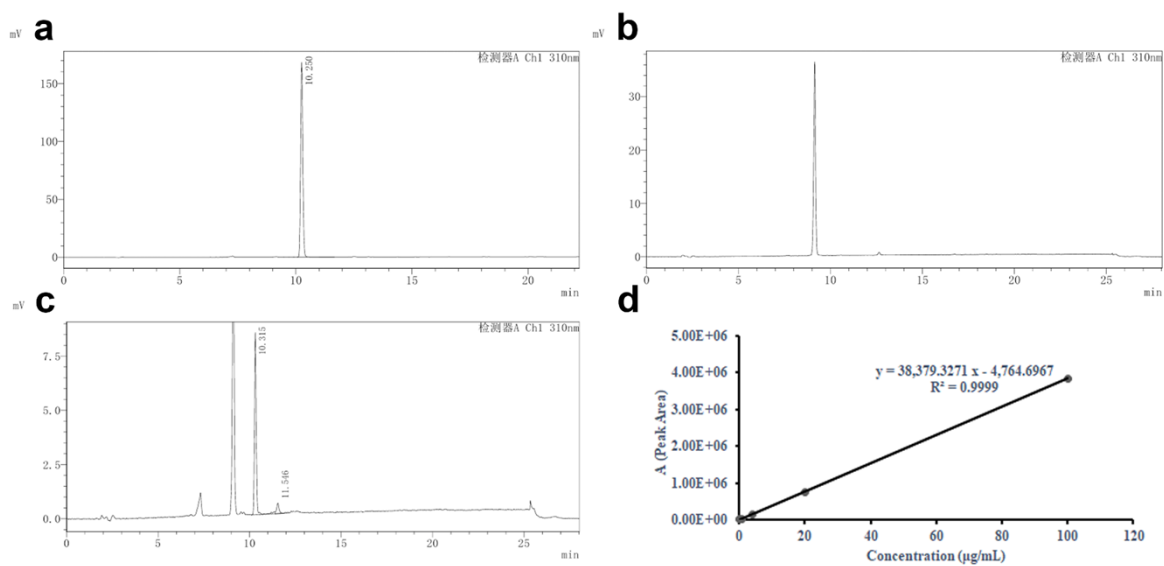 a
mV
检测器A Ch1 310nm
10.250
150
100
50
0
0
5
10
15
20
min
b
mV
检测器A Ch1 310nm
30
20
10
0
0
5
10
15
20
25
min
c
mV
检测器A Ch1 310nm
10.315
11.546
7.5
5.0
2.5
0.0
0
5
10
15
20
25
min
d
5.00E+06
4.00E+06
3.00E+06
2.00E+06
1.00E+06
0.00E+00
A (Peak Area)
y = 38,379.3271 x - 4,764.6967
R² = 0.9999
0
20
40
60
80
100
120
Concentration (µg/mL)